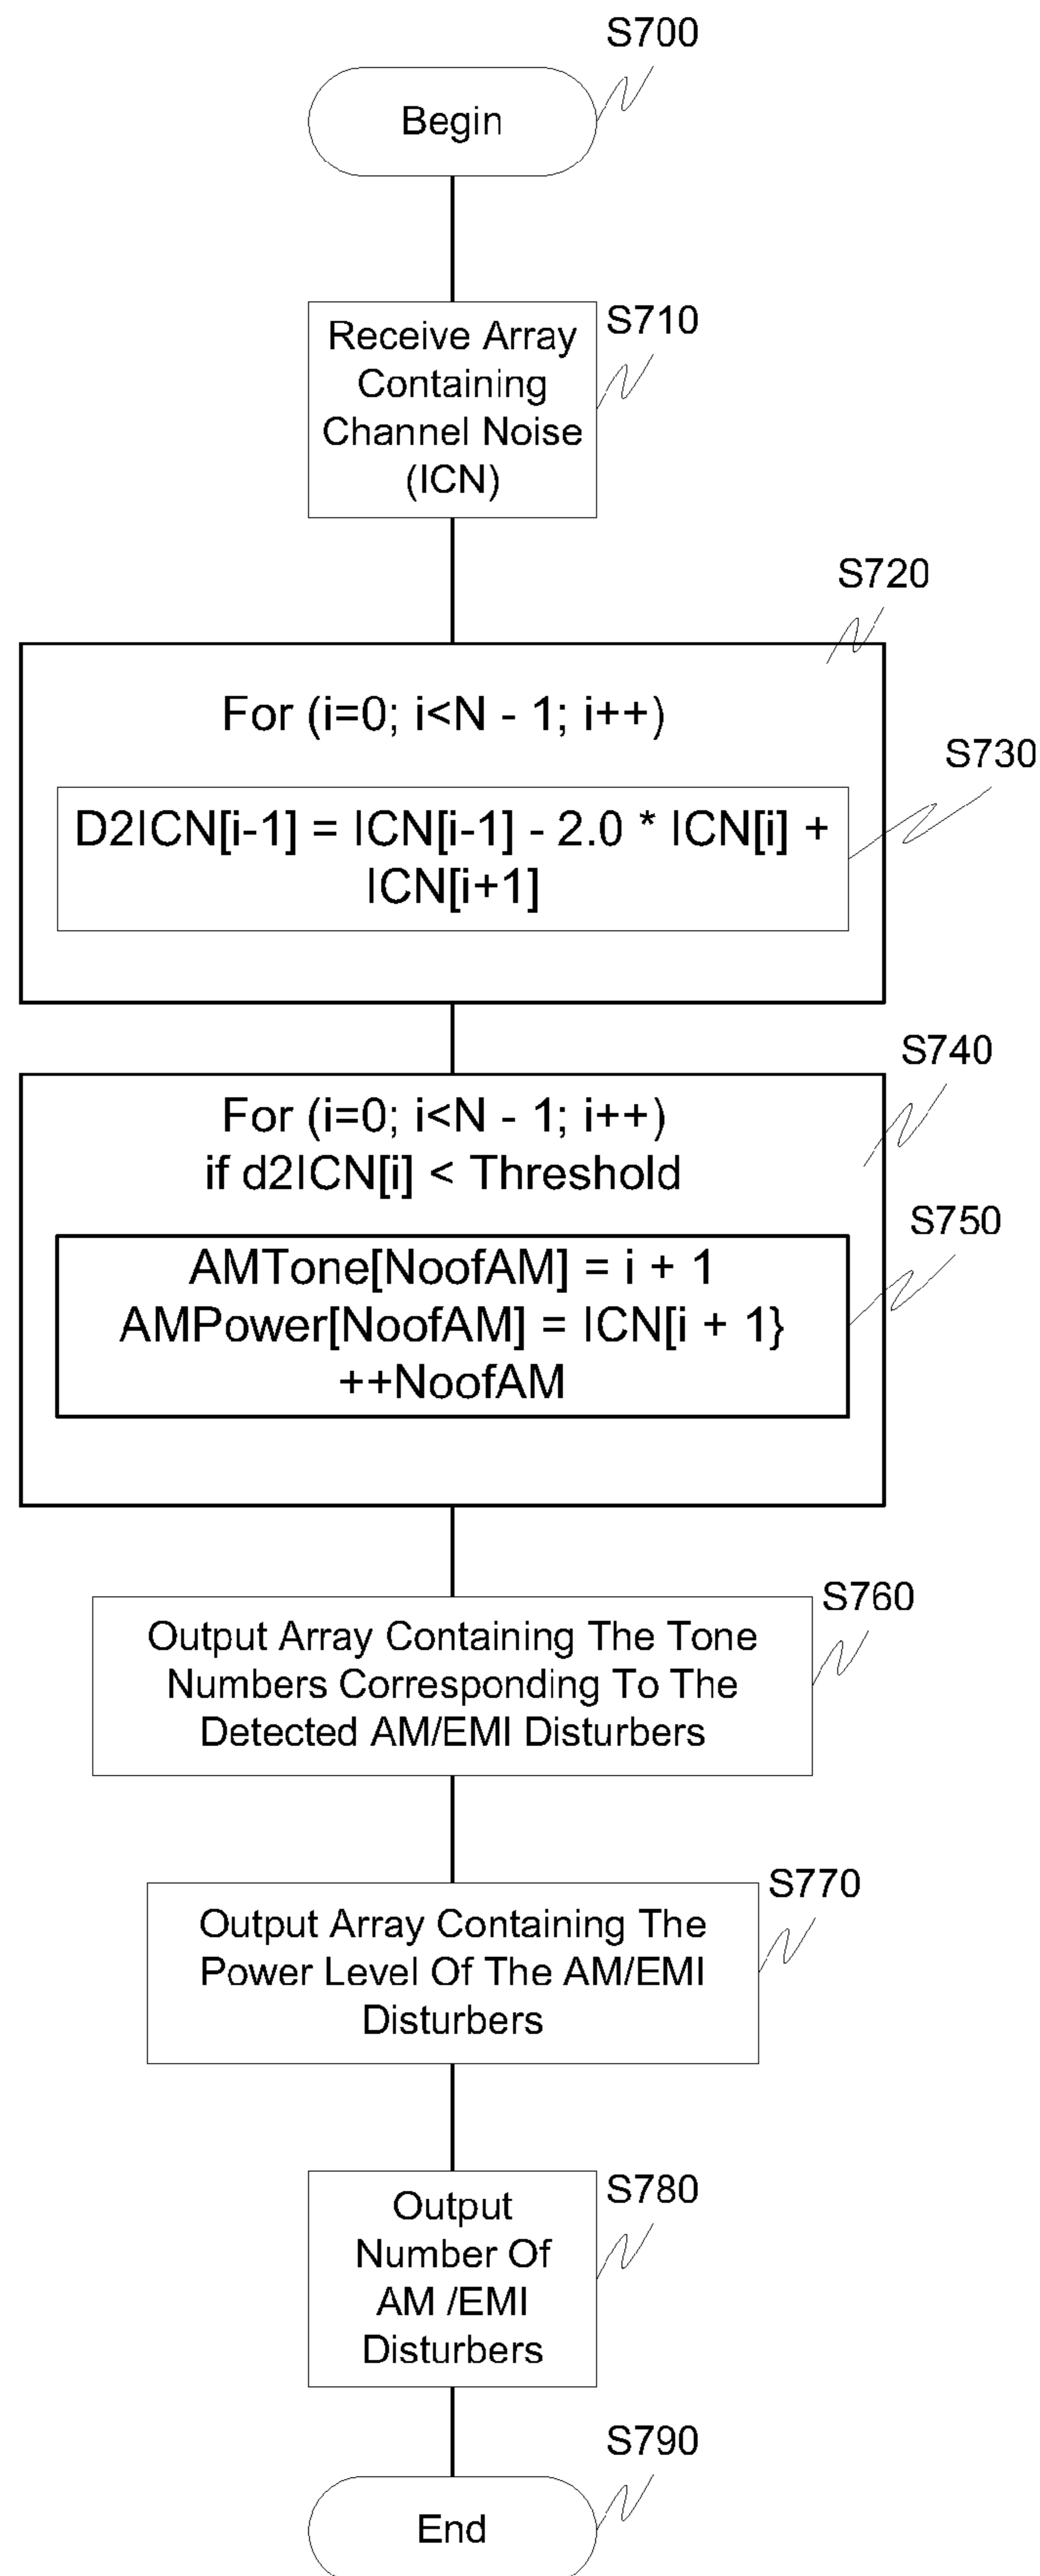 S700
Begin
S710
Receive Array
Containing
Channel Noise
(ICN)
S720
For (i=0; i<N - 1; i++)
S730
D2ICN[i-1] = ICN[i-1] - 2.0 * ICN[i] +
ICN[i+1]
S740
For (i=0; i<N - 1; i++)
if d2ICN[i] < Threshold
S750
AMTone[NoofAM] = i + 1
AMPower[NoofAM] = ICN[i + 1}
++NoofAM
S760
Output Array Containing The Tone
Numbers Corresponding To The
Detected AM/EMI Disturbers
S770
Output Array Containing The
Power Level Of The AM/EMI
Disturbers
S780
Output
Number Of
AM /EMI
Disturbers
S790
End